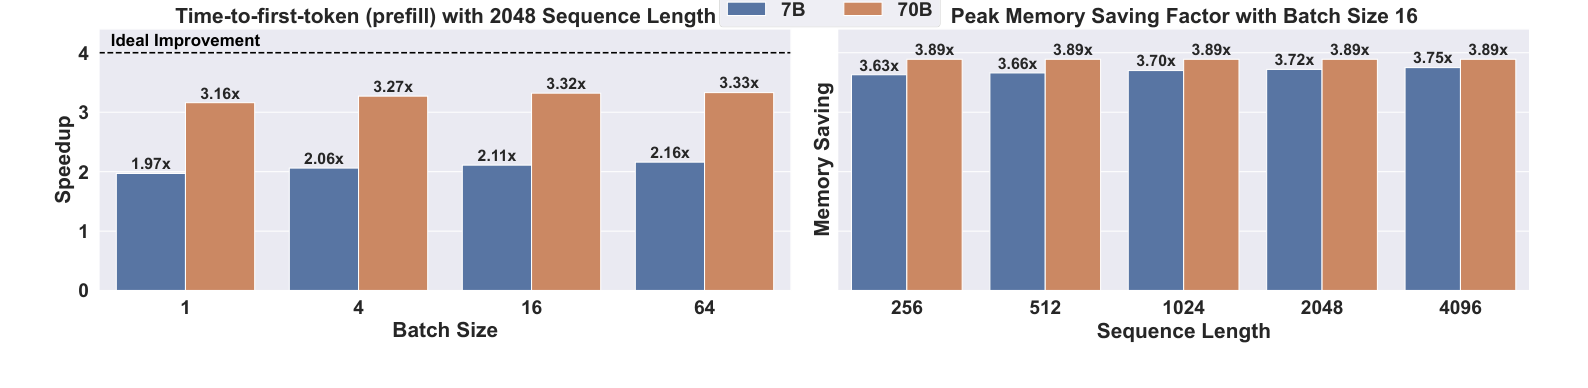 Time-to-first-token (prefill) with 2048 Sequence Length
7B 70B
Peak Memory Saving Factor with Batch Size 16
Ideal Improvement
Speedup
4
3
2
1
0
1.97x 3.16x 2.06x 3.27x 2.11x 3.32x 2.16x 3.33x
1 4 16 64
Batch Size
Memory Saving
3.63x 3.89x 3.66x 3.89x 3.70x 3.89x 3.72x 3.89x 3.75x 3.89x
256 512 1024 2048 4096
Sequence Length